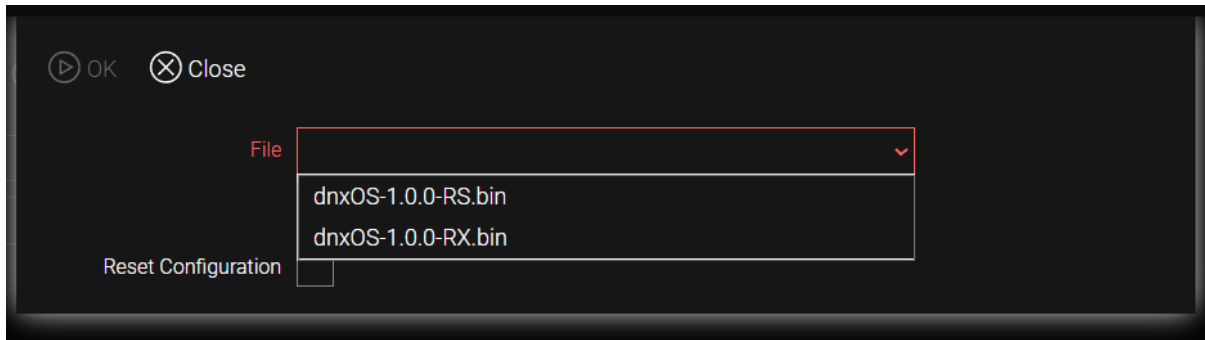 OK Close
File
dnxOS-1.0.0-RS.bin
dnxOS-1.0.0-RX.bin
Reset Configuration